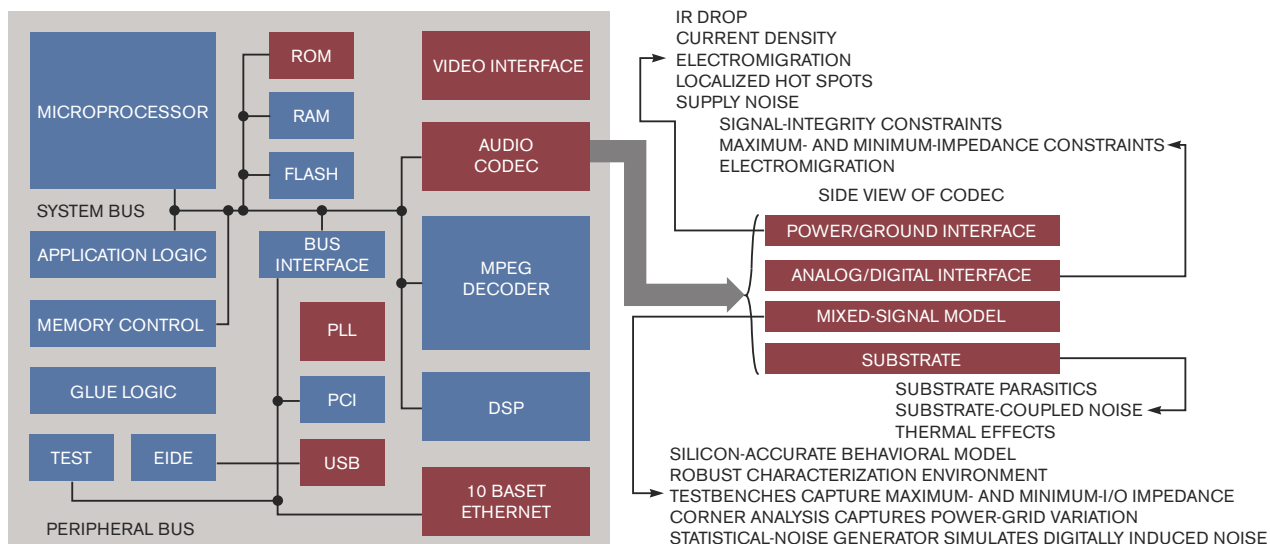 MICROPROCESSOR
ROM
RAM
FLASH
VIDEO INTERFACE
AUDIO
CODEC
SYSTEM BUS
APPLICATION LOGIC
BUS
INTERFACE
MPEG
DECODER
MEMORY CONTROL
PLL
GLUE LOGIC
PCI
DSP
TEST
EIDE
USB
10 BASET
ETHERNET
PERIPHERAL BUS
IR DROP
CURRENT DENSITY
ELECTROMIGRATION
LOCALIZED HOT SPOTS
SUPPLY NOISE
SIGNAL-INTEGRITY CONSTRAINTS
MAXIMUM- AND MINIMUM-IMPEDANCE CONSTRAINTS
ELECTROMIGRATION
SIDE VIEW OF CODEC
POWER/GROUND INTERFACE
ANALOG/DIGITAL INTERFACE
MIXED-SIGNAL MODEL
SUBSTRATE
SUBSTRATE PARASITICS
SUBSTRATE-COUPLED NOISE
THERMAL EFFECTS
SILICON-ACCURATE BEHAVIORAL MODEL
ROBUST CHARACTERIZATION ENVIRONMENT
TESTBENCHES CAPTURE MAXIMUM- AND MINIMUM-I/O IMPEDANCE
CORNER ANALYSIS CAPTURES POWER-GRID VARIATION
STATISTICAL-NOISE GENERATOR SIMULATES DIGITALLY INDUCED NOISE